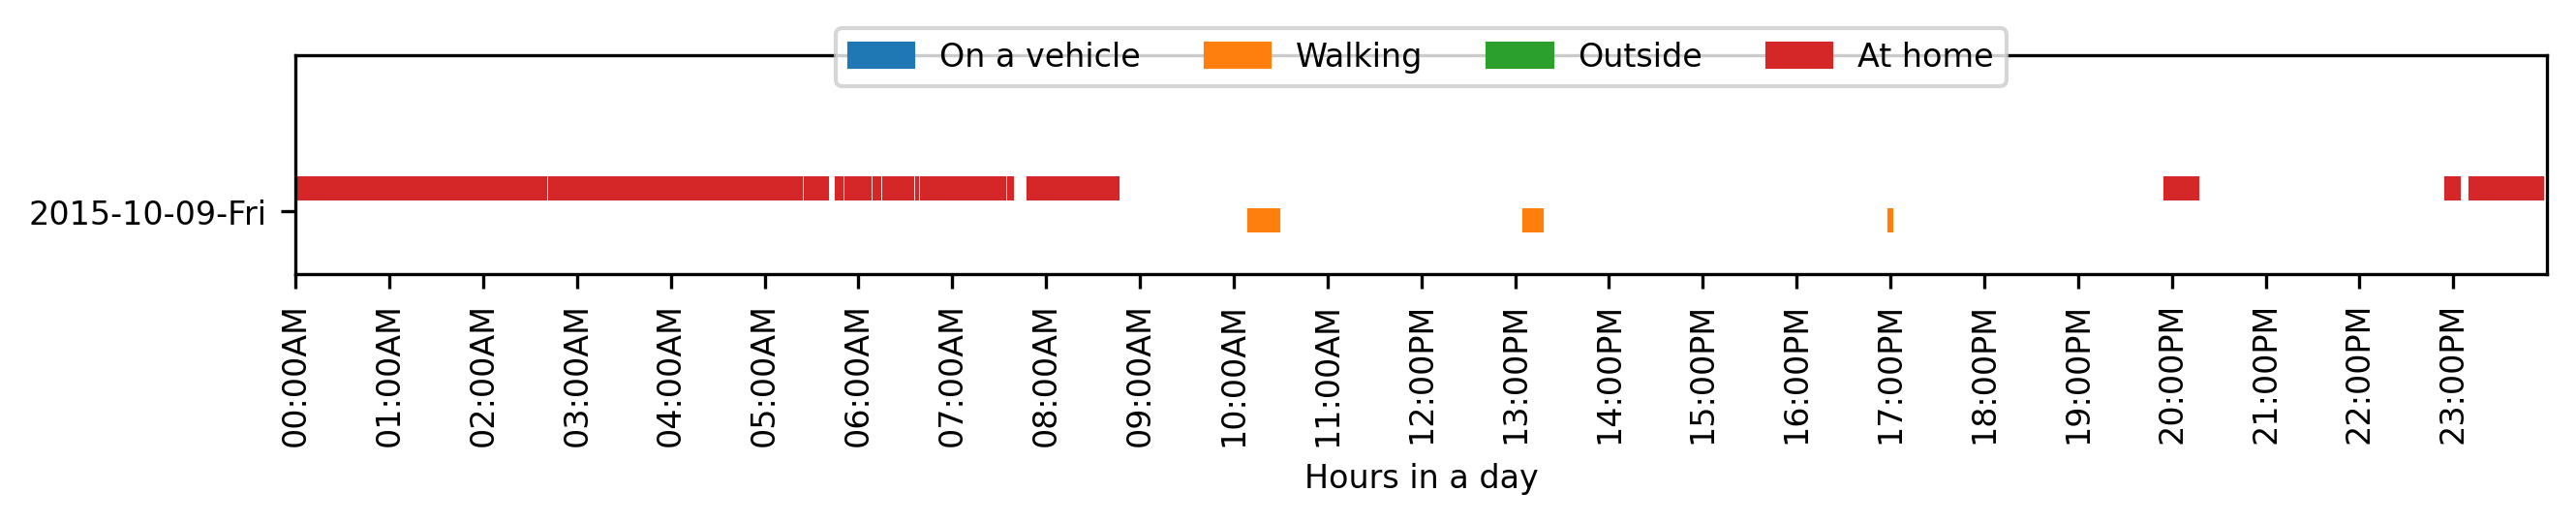 On a vehicle Walking Outside At home
2015-10-09-Fri
00:00AM 01:00AM 02:00AM 03:00AM 04:00AM 05:00AM 06:00AM 07:00AM 08:00AM 09:00AM 10:00AM 11:00AM 12:00PM 13:00PM 14:00PM 15:00PM 16:00PM 17:00PM 18:00PM 19:00PM 20:00PM 21:00PM 22:00PM 23:00PM
Hours in a day